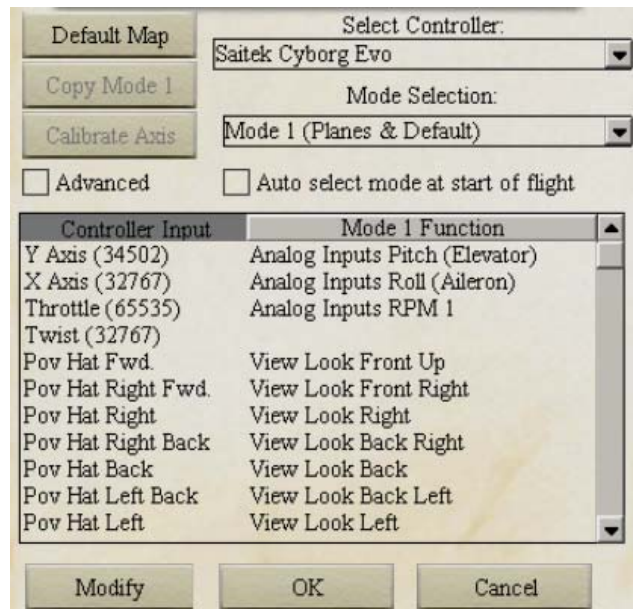 Default Map
Select Controller:
Saitek Cyborg Evo
Copy Mode 1
Mode Selection:
Calibrate Axis
Mode 1 (Planes & Default)
Advanced
Auto select mode at start of flight
Controller Input Mode 1 Function
Y Axis (34502) Analog Inputs Pitch (Elevator)
X Axis (32767) Analog Inputs Roll (Aileron)
Throttle (65535) Analog Inputs RPM 1
Twist (32767)
Pov Hat Fwd. View Look Front Up
Pov Hat Right Fwd. View Look Front Right
Pov Hat Right View Look Right
Pov Hat Right Back View Look Back Right
Pov Hat Back View Look Back
Pov Hat Left Back View Look Back Left
Pov Hat Left View Look Left
Modify OK Cancel